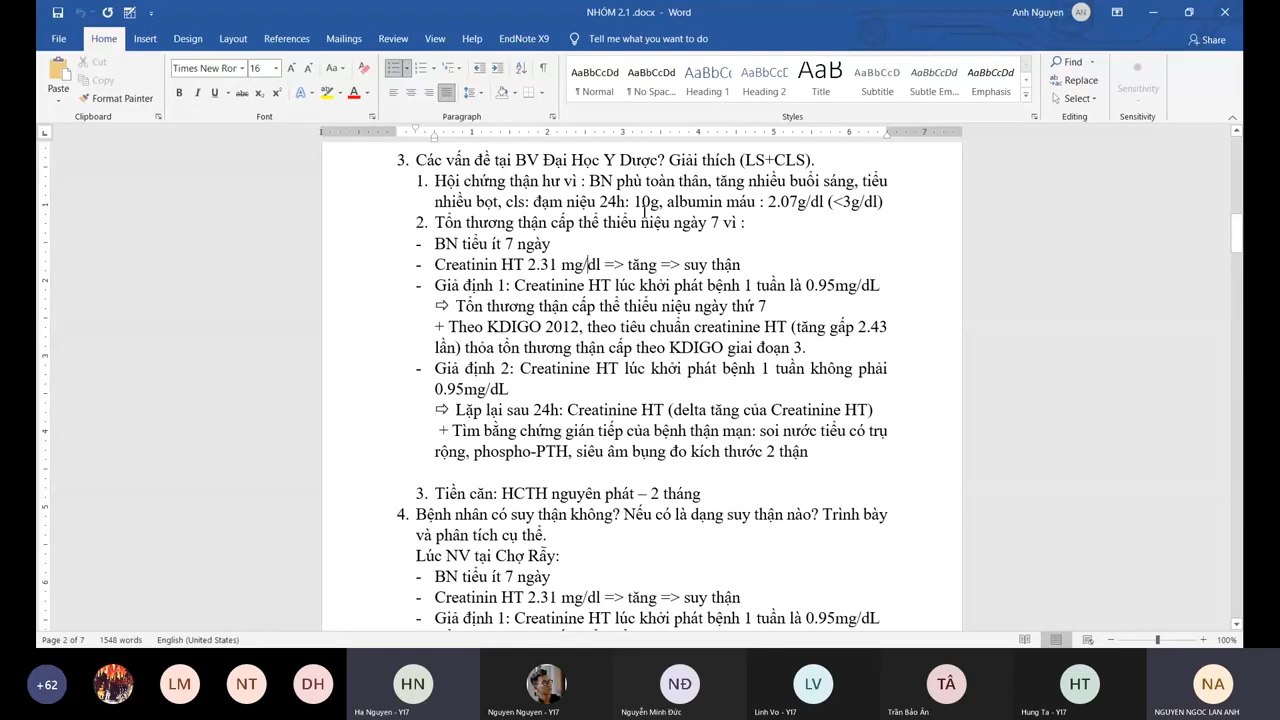 NHÓM 2.1 .docx - Word
Anh Nguyen
AN
File Home Insert Design Layout References Mailings Review View Help EndNote X9 Tell me what you want to do
Share
Paste
Cut
Copy
Format Painter
Clipboard
Times New Ror
16
Aa
B I U abc x₂ x² A A
Font
Paragraph
AaBbCcDd AaBbCcDd AaBbCc AaBbCcD AaB AaBbCcD AaBbCcDd AaBbCcDd
¶ Normal ¶ No Spac... Heading 1 Heading 2 Title Subtitle Subtle Em... Emphasis
Styles
Find
Replace
Select
Editing
Sensitivity
Sensitivity
1 1 2 3 4 5 6 7
3. Các vấn đề tại BV Đại Học Y Dược? Giải thích (LS+CLS).
1. Hội chứng thận hư vì : BN phù toàn thân, tăng nhiều buổi sáng, tiểu
nhiều bọt, cls: đạm niệu 24h: 10g, albumin máu : 2.07g/dl (<3g/dl)
2. Tổn thương thận cấp thể thiểu niệu ngày 7 vì :
- BN tiểu ít 7 ngày
- Creatinin HT 2.31 mg/dl => tăng => suy thận
- Giả định 1: Creatinine HT lúc khởi phát bệnh 1 tuần là 0.95mg/dL
⇨ Tổn thương thận cấp thể thiểu niệu ngày thứ 7
+ Theo KDIGO 2012, theo tiêu chuẩn creatinine HT (tăng gấp 2.43
lần) thỏa tổn thương thận cấp theo KDIGO giai đoạn 3.
- Giả định 2: Creatinine HT lúc khởi phát bệnh 1 tuần không phải
0.95mg/dL
⇨ Lặp lại sau 24h: Creatinine HT (delta tăng của Creatinine HT)
+ Tìm bằng chứng gián tiếp của bệnh thận mạn: soi nước tiểu có trụ
rộng, phospho-PTH, siêu âm bụng đo kích thước 2 thận
3. Tiền căn: HCTH nguyên phát – 2 tháng
4. Bệnh nhân có suy thận không? Nếu có là dạng suy thận nào? Trình bày
và phân tích cụ thể.
Lúc NV tại Chợ Rẫy:
- BN tiểu ít 7 ngày
- Creatinin HT 2.31 mg/dl => tăng => suy thận
- Giả định 1: Creatinine HT lúc khởi phát bệnh 1 tuần là 0.95mg/dL
Page 2 of 7 1548 words English (United States)
100%
+62 LM NT DH HN NĐ LV TÂ HT NA
Ha Nguyen - Y17 Nguyen Nguyen - Y17 Nguyễn Minh Đức Linh Vo - Y17 Trần Bảo Ân Hung Ta - Y17 NGUYEN NGOC LAN ANH